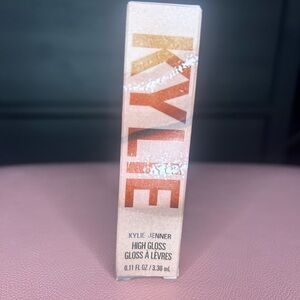 KYLIE
KYLIE JENNER
HIGH GLOSS
GLOSS À LÈVRES
0.11 FL OZ / 3.30 mL